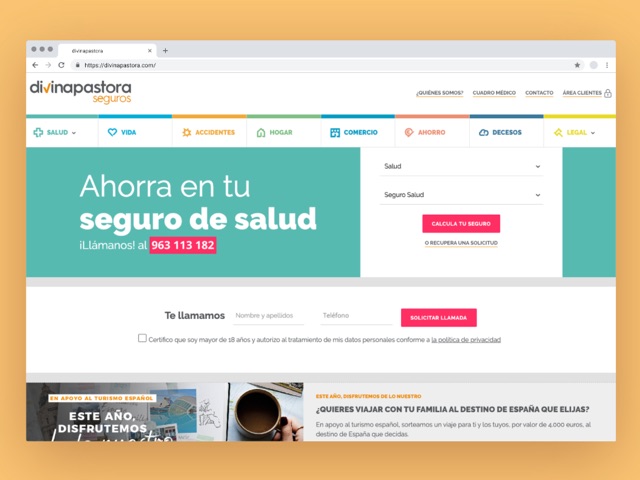 divinapastora
https://divinapastora.com/
divinapastora
seguros
¿QUIÉNES SOMOS?
CUADRO MÉDICO
CONTACTO
ÁREA CLIENTES
SALUD
VIDA
ACCIDENTES
HOGAR
COMERCIO
AHORRO
DECESOS
LEGAL
Ahorra en tu
seguro de salud
¡Llámanos! al 963 113 182
Salud
Seguro Salud
CALCULA TU SEGURO
O RECUPERA UNA SOLICITUD
Te llamamos
Nombre y apellidos
Teléfono
SOLICITAR LLAMADA
Certifico que soy mayor de 18 años y autorizo al tratamiento de mis datos personales conforme a la política de privacidad
EN APOYO AL TURISMO ESPAÑOL
ESTE AÑO,
DISFRUTEMOS
ESTE AÑO, DISFRUTEMOS DE LO NUESTRO
¿QUIERES VIAJAR CON TU FAMILIA AL DESTINO DE ESPAÑA QUE ELIJAS?
En apoyo al turismo español, sorteamos un viaje para ti y los tuyos, por valor de 4.000 euros, al
destino de España que decidas.